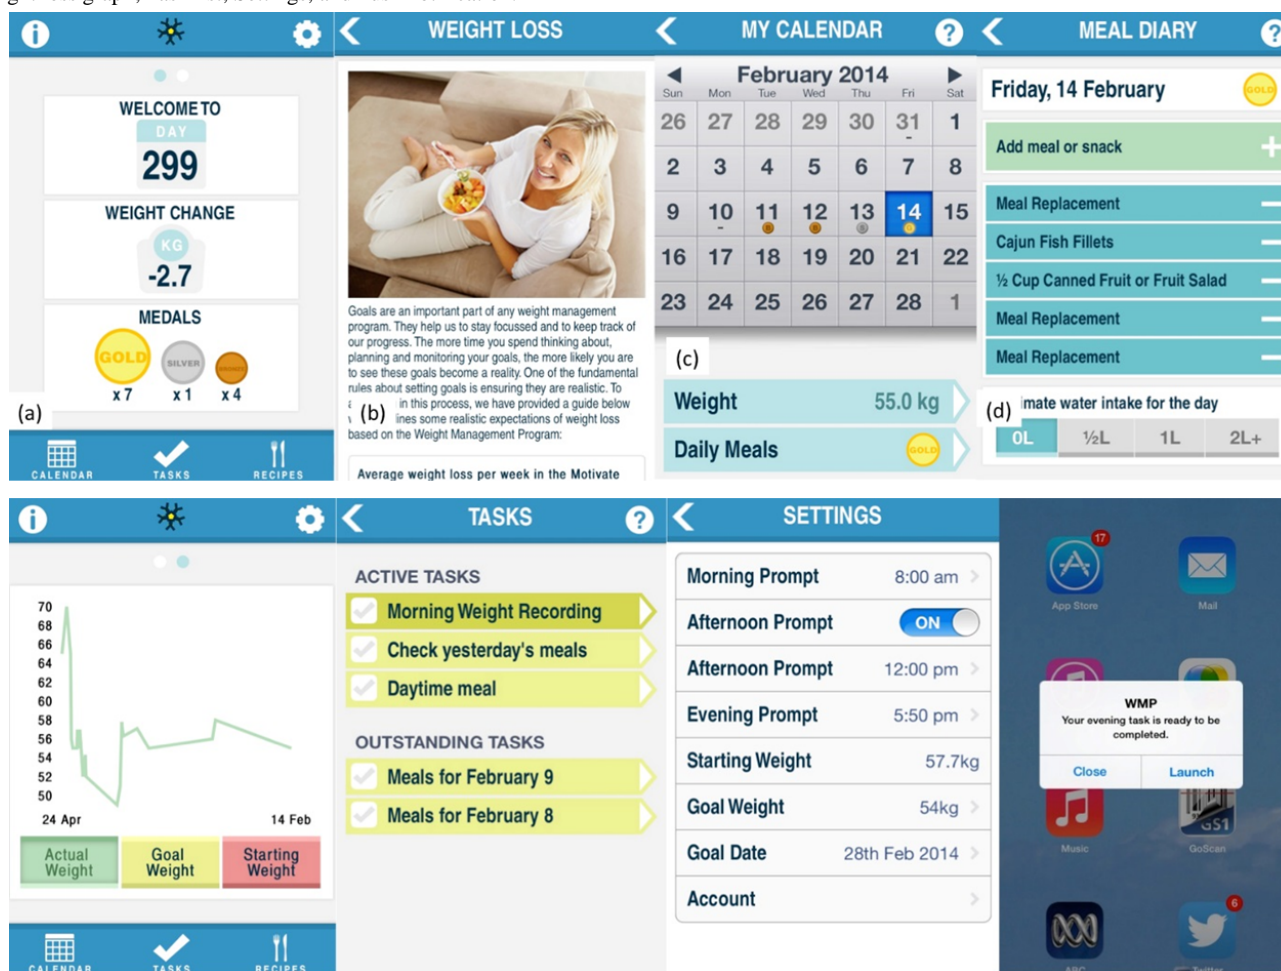 WEIGHT LOSS
MY CALENDAR
?
MEAL DIARY
?
i
WELCOME TO
DAY
299
WEIGHT CHANGE
KG
-2.7
MEDALS
GOLD
SILVER
BRONZE
x 7
x 1
x 4
(a)
CALENDAR
TASKS
RECIPES
Goals are an important part of any weight management
program. They help us to stay focussed and to keep track of
our progress. The more time you spend thinking about,
planning and monitoring your goals, the more likely you are
to see these goals become a reality. One of the fundamental
rules about setting goals is ensuring they are realistic. To
in this process, we have provided a guide below
ines some realistic expectations of weight loss
based on the Weight Management Program:
(b)
Average weight loss per week in the Motivate
February 2014
Sun Mon Tue Wed Thu Fri Sat
26 27 28 29 30 31 1
2 3 4 5 6 7 8
9 10 11 12 13 14 15
16 17 18 19 20 21 22
23 24 25 26 27 28 1
(c)
Weight 55.0 kg
Daily Meals GOLD
Friday, 14 February GOLD
Add meal or snack +
Meal Replacement
Cajun Fish Fillets
½ Cup Canned Fruit or Fruit Salad
Meal Replacement
Meal Replacement
(d)
imate water intake for the day
0L ½L 1L 2L+
i
70
68
66
64
62
60
58
56
54
52
50
24 Apr
14 Feb
Actual
Weight
Goal
Weight
Starting
Weight
CALENDAR
TASKS
RECIPES
TASKS
?
ACTIVE TASKS
Morning Weight Recording
Check yesterday's meals
Daytime meal
OUTSTANDING TASKS
Meals for February 9
Meals for February 8
SETTINGS
Morning Prompt 8:00 am
Afternoon Prompt ON
Afternoon Prompt 12:00 pm
Evening Prompt 5:50 pm
Starting Weight 57.7kg
Goal Weight 54kg
Goal Date 28th Feb 2014
Account
17
App Store
Mail
WMP
Your evening task is ready to be
completed.
Close
Launch
Music
GS1
GoScan
6
ABC
Twitter